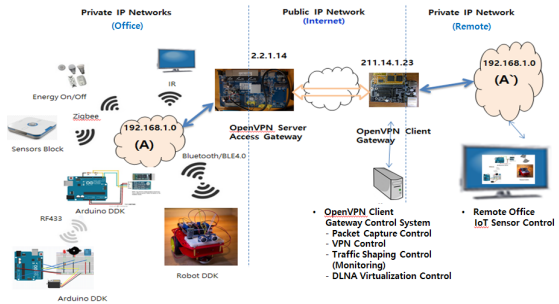 Private IP Networks
(Office)
Public IP Network
(Internet)
Private IP Network
(Remote)
2.2.1.14
211.14.1.23
192.168.1.0
(A`)
IR
Energy On/Off
Zigbee
192.168.1.0
(A)
Sensors Block
OpenVPN Server
Access Gateway
OpenVPN Client
Gateway
Bluetooth/BLE4.0
Arduino DDK
RF433
Robot DDK
Arduino DDK
• OpenVPN Client
Gateway Control System
- Packet Capture Control
- VPN Control
- Traffic Shaping Control
(Monitoring)
- DLNA Virtualization Control
• Remote Office
IoT Sensor Control